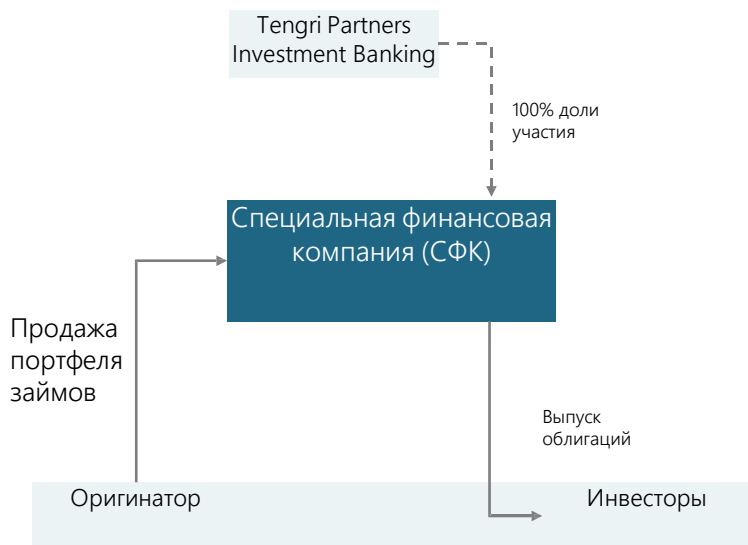 Tengri Partners
Investment Banking
100% доли
участия
Специальная финансовая
компания (СФК)
Продажа
портфеля
займов
Выпуск
облигаций
Оригинатор
Инвесторы